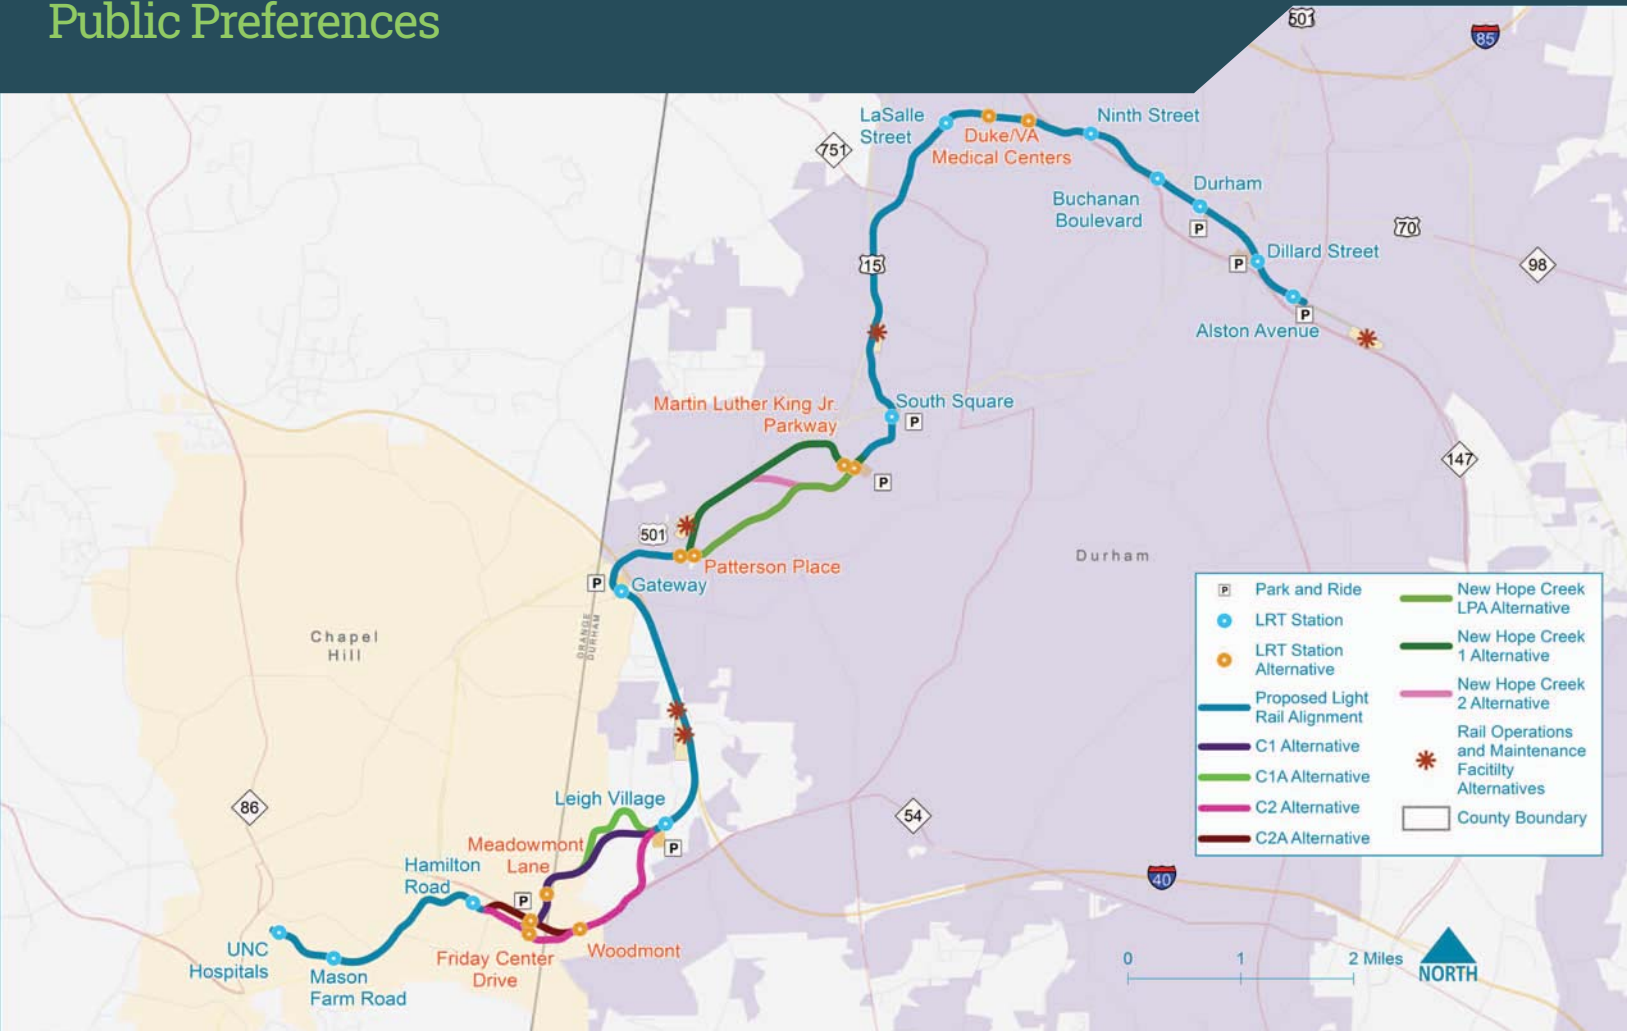 Public Preferences
501
85
LaSalle
Street
Duke/VA
Medical Centers
Ninth Street
751
Durham
Buchanan
Boulevard
P
70
Dillard Street
P
98
15
P
Alston Avenue
Martin Luther King Jr.
Parkway
South Square
P
147
P
501
Patterson Place
Durham
P
Gateway
ORANGE
DURHAM
Chapel
Hill
Leigh Village
86
54
P
Meadowmont
Lane
Hamilton
Road
P
40
UNC
Hospitals
Mason
Farm Road
Friday Center
Drive
Woodmont
P
Park and Ride
LRT Station
LRT Station
Alternative
Proposed Light
Rail Alignment
C1 Alternative
C1A Alternative
C2 Alternative
C2A Alternative
New Hope Creek
LPA Alternative
New Hope Creek
1 Alternative
New Hope Creek
2 Alternative
Rail Operations
and Maintenance
Facitilty
Alternatives
County Boundary
0 1 2 Miles
NORTH